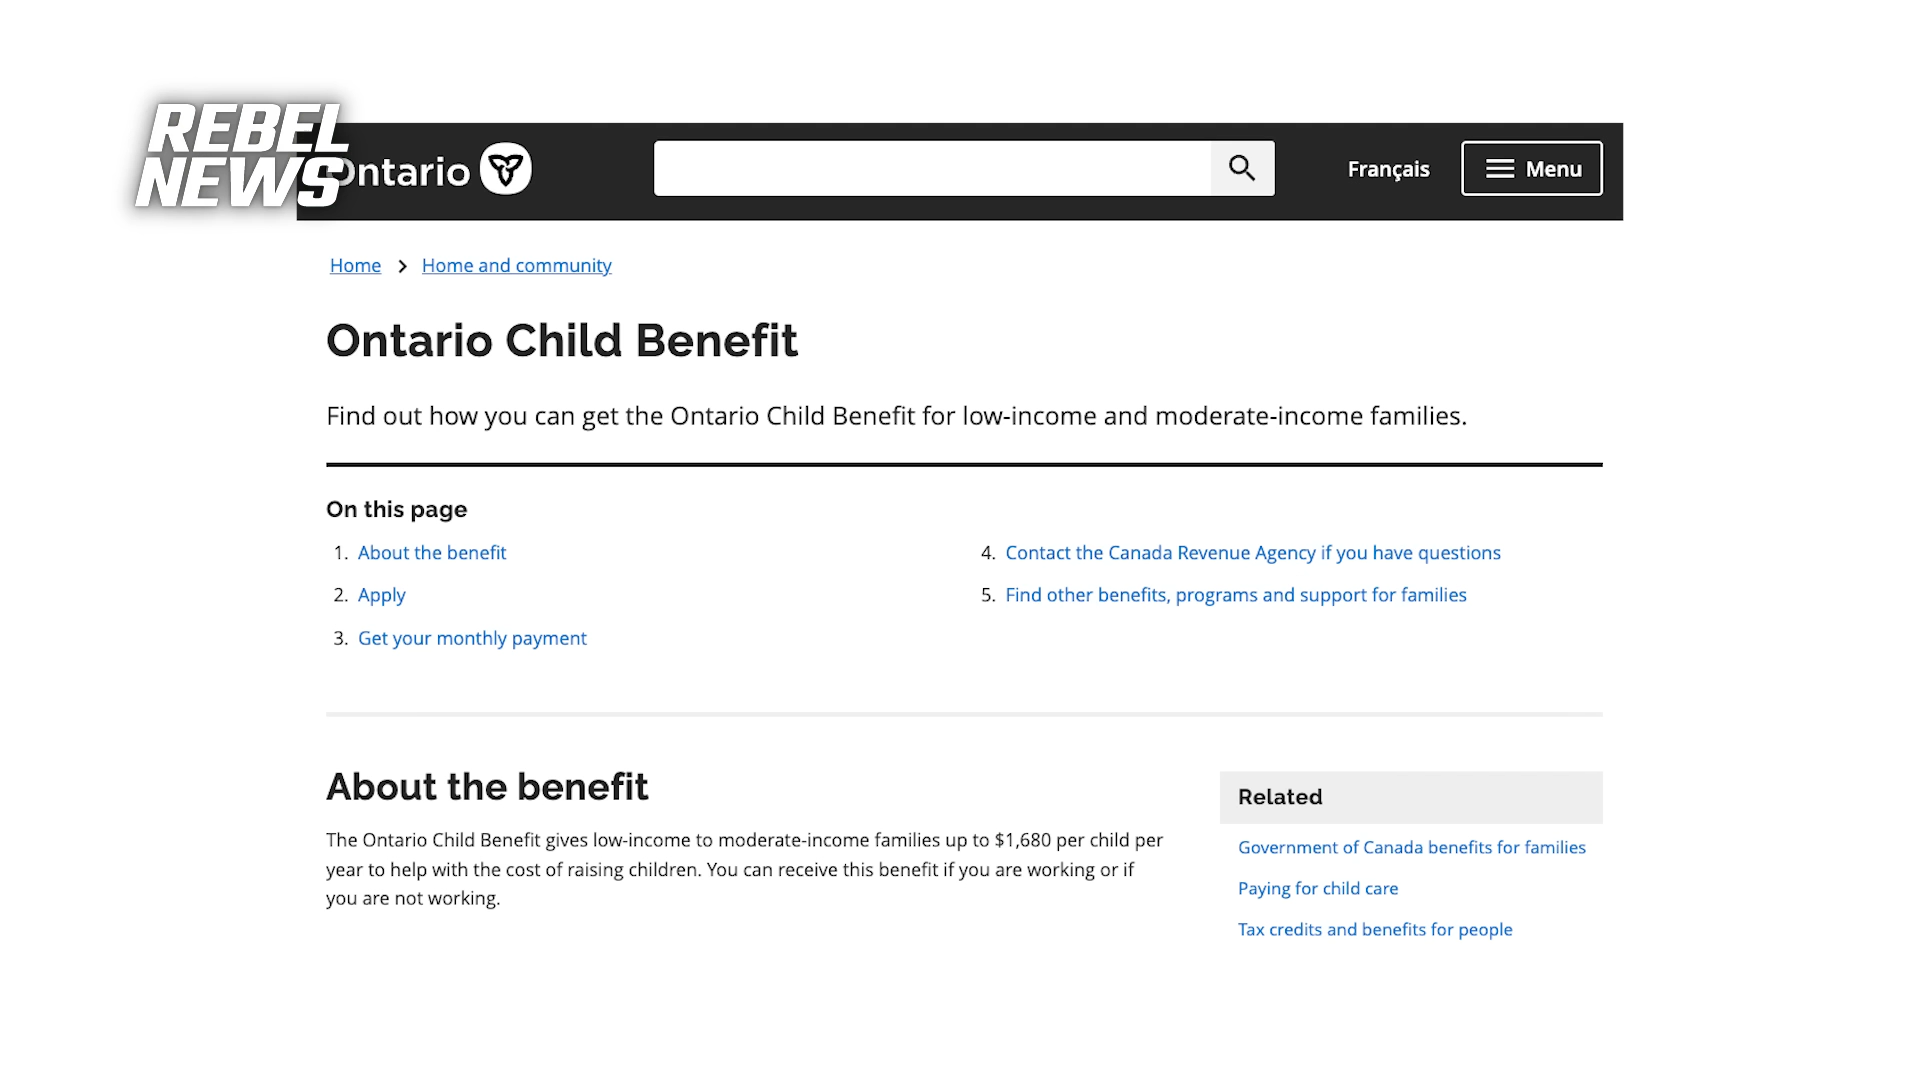 REBEL
NEWS
Ontario
Français
Menu
Home > Home and community
Ontario Child Benefit
Find out how you can get the Ontario Child Benefit for low-income and moderate-income families.
On this page
1. About the benefit
2. Apply
3. Get your monthly payment
4. Contact the Canada Revenue Agency if you have questions
5. Find other benefits, programs and support for families
About the benefit
The Ontario Child Benefit gives low-income to moderate-income families up to $1,680 per child per
year to help with the cost of raising children. You can receive this benefit if you are working or if
you are not working.
Related
Government of Canada benefits for families
Paying for child care
Tax credits and benefits for people